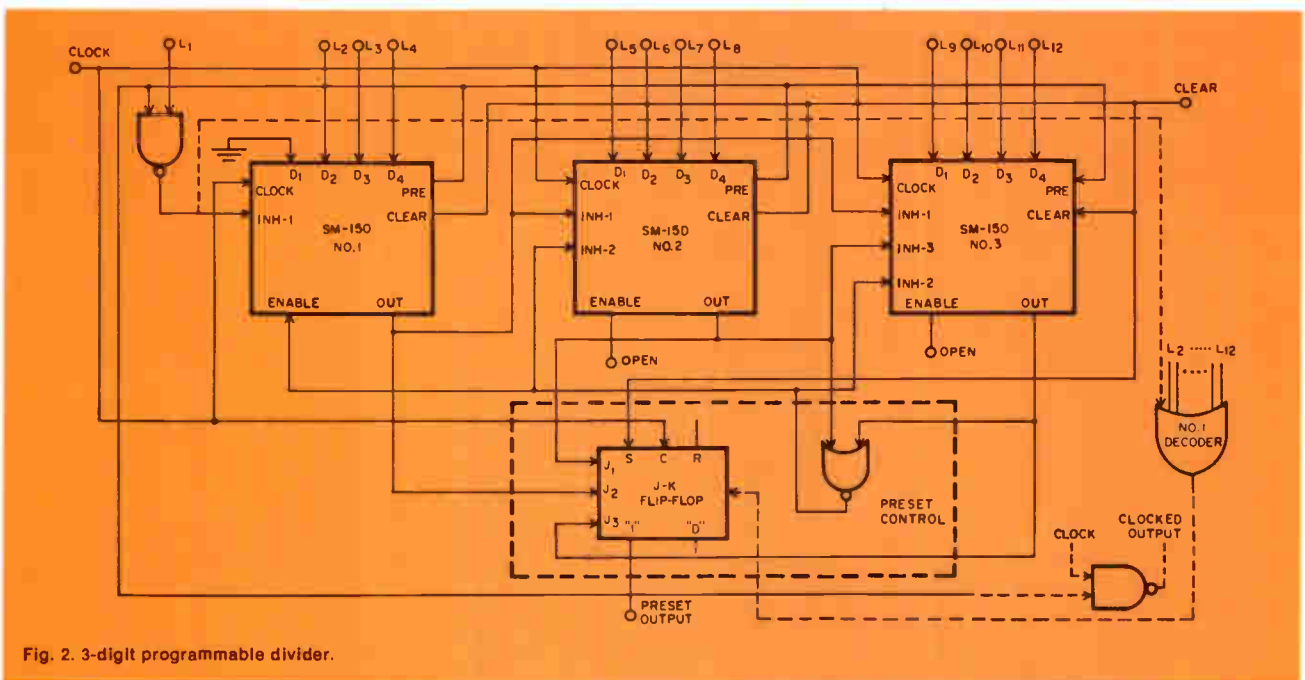 CLOCK
L1
L2 L3 L4
L5 L6 L7 L8
L9 L10 L11 L12
CLEAR
D1 D2 D3 D4
CLOCK
PRE
INH-1
CLEAR
SM-150
NO.1
ENABLE
OUT
D1 D2 D3 D4
CLOCK
PRE
INH-1
CLEAR
SM-150
NO.2
INH-2
ENABLE
OUT
OPEN
D1 D2 D3 D4
CLOCK
PRE
INH-1
CLEAR
SM-150
NO.3
INH-3
INH-2
ENABLE
OUT
OPEN
L2 ..... L12
NO.1
DECODER
S C R
J1
J-K
FLIP-FLOP
J2
J3 "1" "0"
PRESET
CONTROL
CLOCK
CLOCKED
OUTPUT
PRESET
OUTPUT
Fig. 2. 3-digit programmable divider.